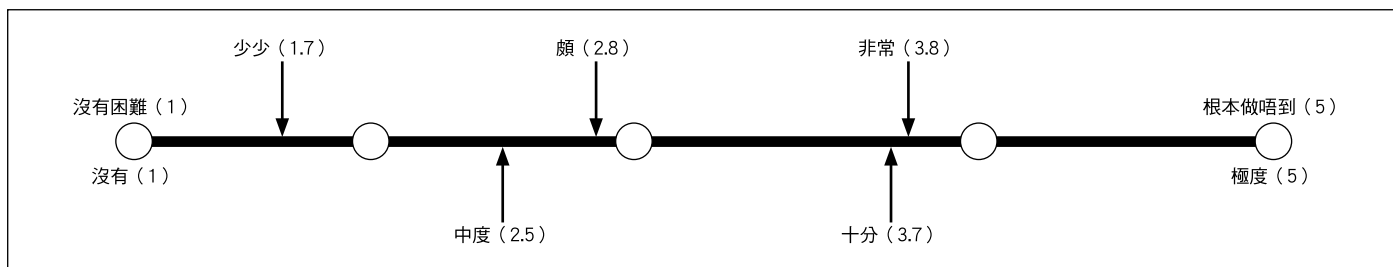 少少（1.7）
頗（2.8）
非常（3.8）
沒有困難（1）
根本做唔到（5）
沒有（1）
極度（5）
中度（2.5）
十分（3.7）